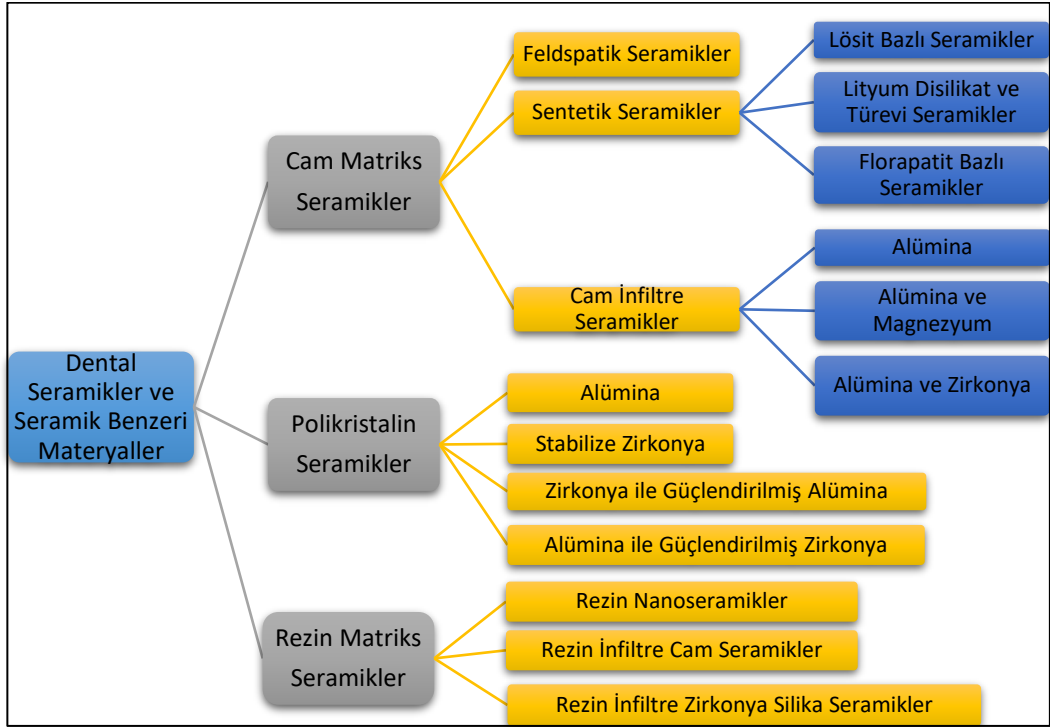 Dental
Seramikler ve
Seramik Benzeri
Materyaller
Cam Matriks
Seramikler
Feldspatik Seramikler
Sentetik Seramikler
Lösit Bazlı Seramikler
Lityum Disilikat ve
Türevi Seramikler
Florapatit Bazlı
Seramikler
Cam İnfiltre
Seramikler
Alümina
Alümina ve
Magnezyum
Alümina ve Zirkonya
Polikristalin
Seramikler
Alümina
Stabilize Zirkonya
Zirkonya ile Güçlendirilmiş Alümina
Alümina ile Güçlendirilmiş Zirkonya
Rezin Matriks
Seramikler
Rezin Nanoseramikler
Rezin İnfiltre Cam Seramikler
Rezin İnfiltre Zirkonya Silika Seramikler